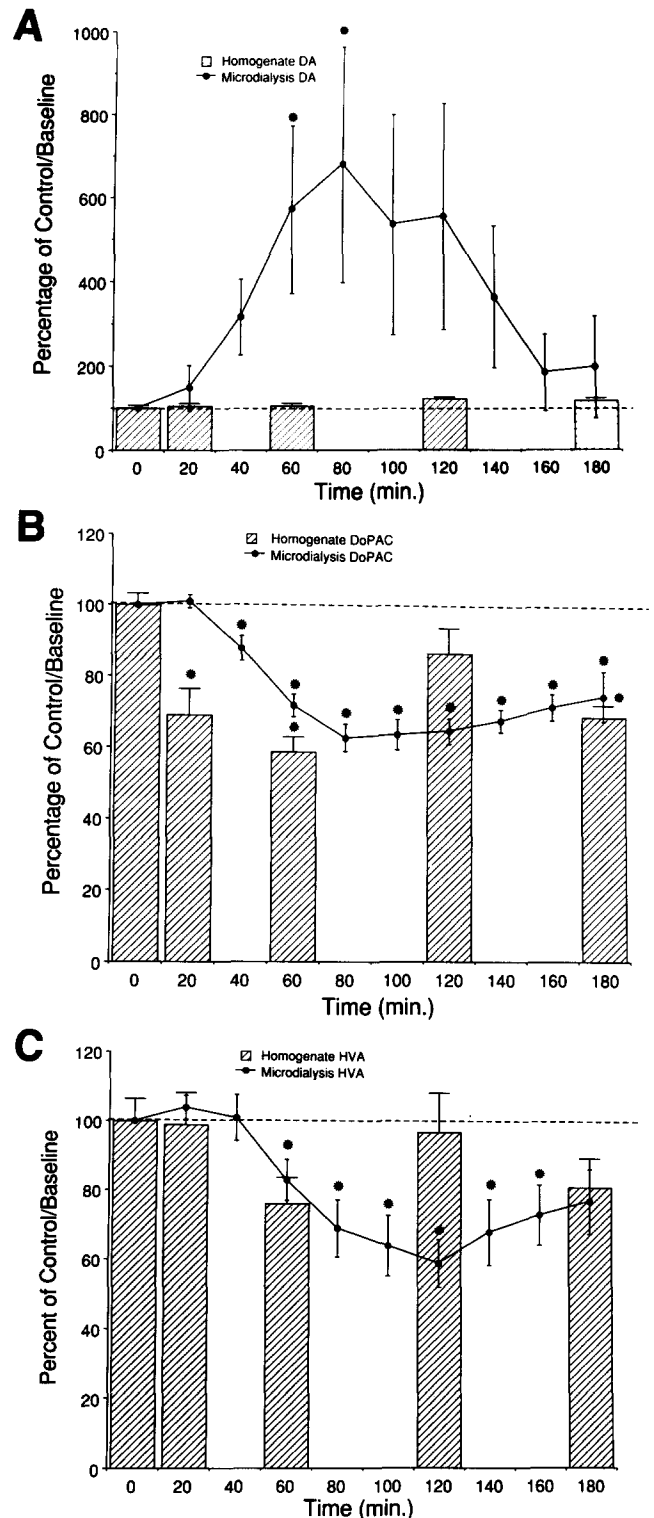 A
Percentage of Control/Baseline
1000
800
600
400
200
0
Homogenate DA
Microdialysis DA
0 20 40 60 80 100 120 140 160 180
Time (min.)
B
Percentage of Control/Baseline
120
100
80
60
40
20
0
Homogenate DoPAC
Microdialysis DoPAC
0 20 40 60 80 100 120 140 160 180
Time (min.)
C
Percent of Control/Baseline
120
100
80
60
40
20
0
Homogenate HVA
Microdialysis HVA
0 20 40 60 80 100 120 140 160 180
Time (min.)